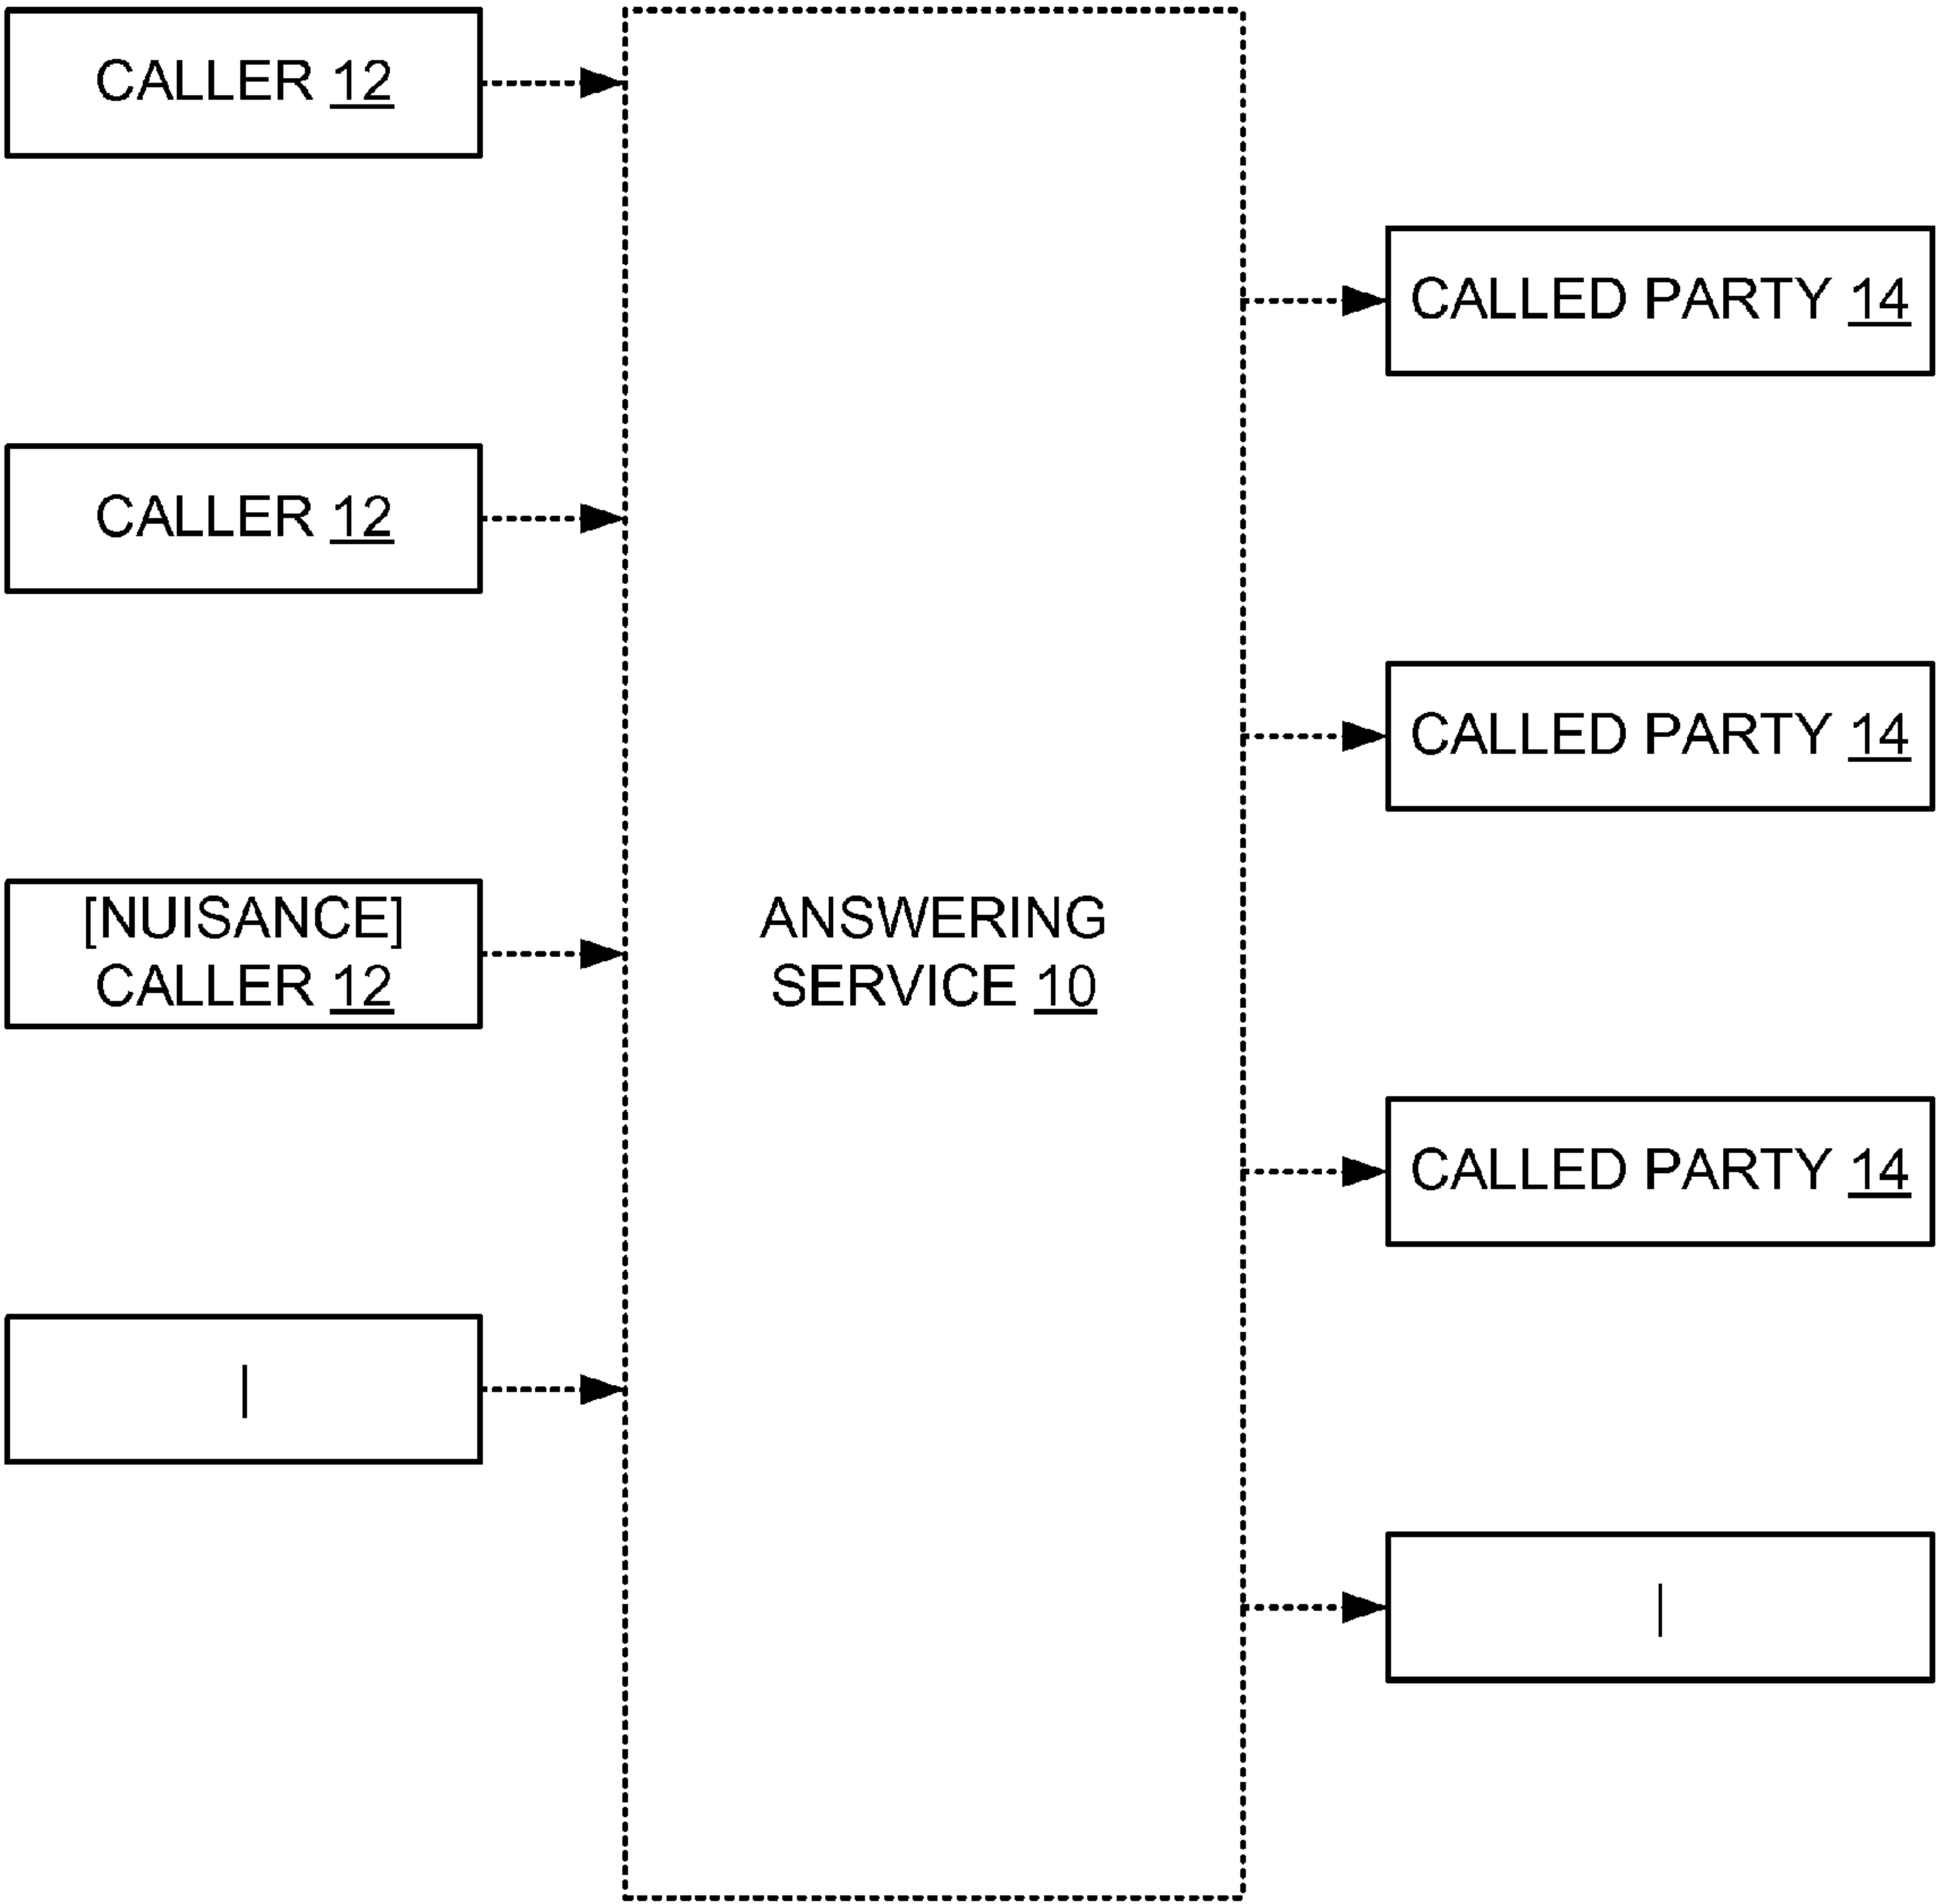 CALLER 12
CALLER 12
[NUISANCE]
CALLER 12
|
ANSWERING
SERVICE 10
CALLED PARTY 14
CALLED PARTY 14
CALLED PARTY 14
|